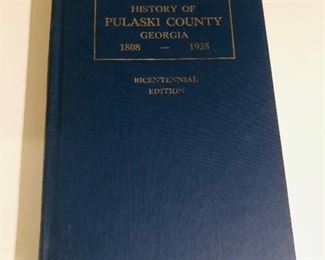 HISTORY OF
PULASKI COUNTY
GEORGIA
1808 — 1935
BICENTENNIAL
EDITION